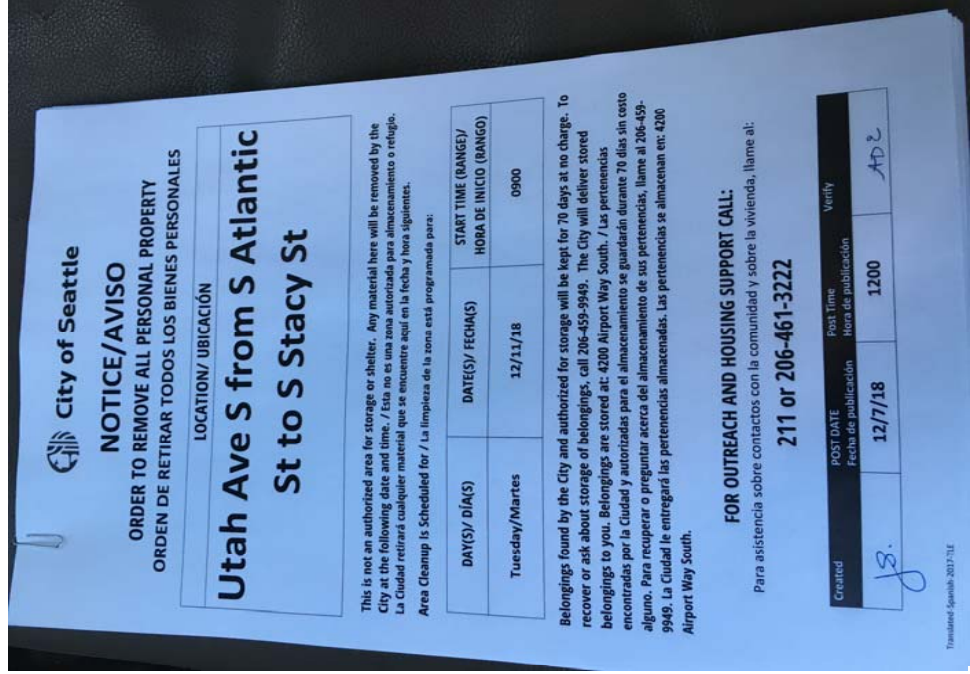 City of Seattle
NOTICE/AVISO
ORDER TO REMOVE ALL PERSONAL PROPERTY
ORDEN DE RETIRAR TODOS LOS BIENES PERSONALES
LOCATION/ UBICACIÓN
Utah Ave S from S Atlantic
St to S Stacy St
This is not an authorized area for storage or shelter. Any material here will be removed by the
City at the following date and time. / Esta no es una zona autorizada para almacenamiento o refugio.
La Ciudad retirará cualquier material que se encuentre aquí en la fecha y hora siguientes.
Area Cleanup Is Scheduled for / La limpieza de la zona está programada para:
DAY(S)/ DÍA(S) DATE(S)/ FECHA(S) START TIME (RANGE)/
HORA DE INICIO (RANGO)
Tuesday/Martes 12/11/18 0900
Belongings found by the City and authorized for storage will be kept for 70 days at no charge. To
recover or ask about storage of belongings, call 206-459-9949. The City will deliver stored
belongings to you. Belongings are stored at: 4200 Airport Way South. / Las pertenencias
encontradas por la Ciudad y autorizadas para el almacenamiento se guardarán durante 70 días sin costo
alguno. Para recuperar o preguntar acerca del almacenamiento de sus pertenencias, llame al 206-459-
9949. La Ciudad le entregará las pertenencias almacenadas. Las pertenencias se almacenan en: 4200
Airport Way South.
FOR OUTREACH AND HOUSING SUPPORT CALL:
Para asistencia sobre contactos con la comunidad y sobre la vivienda, llame al:
211 or 206-461-3222
Created POST DATE Post Time Verify
Fecha de publicación Hora de publicación
12/7/18 1200
Translated-Spanish-2017-TLE